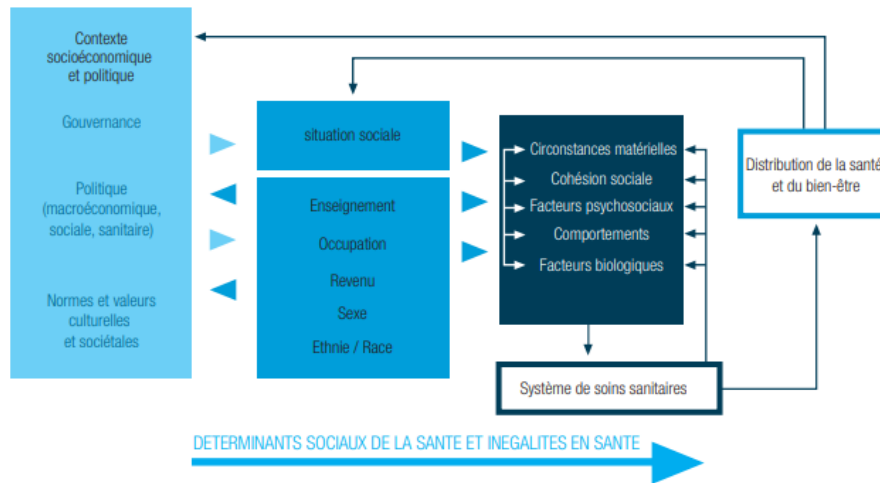 Contexte
socioéconomique
et politique
Gouvernance
Politique
(macroéconomique,
sociale, sanitaire)
Normes et valeurs
culturelles
et sociétales
situation sociale
Enseignement
Occupation
Revenu
Sexe
Ethnie / Race
Circonstances matérielles
Cohésion sociale
Facteurs psychosociaux
Comportements
Facteurs biologiques
Distribution de la santé
et du bien-être
Système de soins sanitaires
DETERMINANTS SOCIAUX DE LA SANTE ET INEGALITES EN SANTE